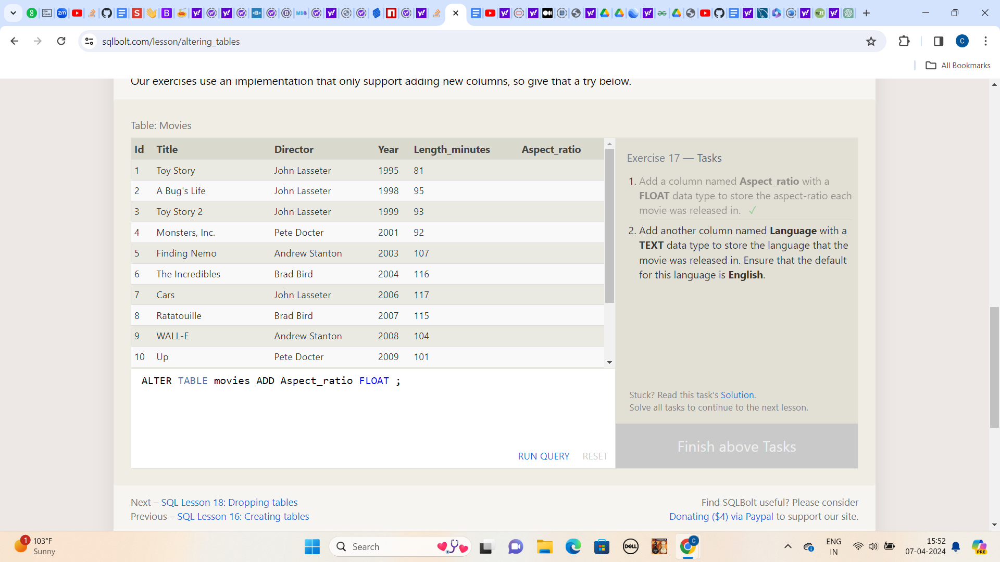 sqlbolt.com/lesson/altering_tables
C
All Bookmarks
Our exercises use an implementation that only support adding new columns, so give that a try below.
Table: Movies
Id Title Director Year Length_minutes Aspect_ratio
1 Toy Story John Lasseter 1995 81
2 A Bug's Life John Lasseter 1998 95
3 Toy Story 2 John Lasseter 1999 93
4 Monsters, Inc. Pete Docter 2001 92
5 Finding Nemo Andrew Stanton 2003 107
6 The Incredibles Brad Bird 2004 116
7 Cars John Lasseter 2006 117
8 Ratatouille Brad Bird 2007 115
9 WALL-E Andrew Stanton 2008 104
10 Up Pete Docter 2009 101
ALTER TABLE movies ADD Aspect_ratio FLOAT ;
RUN QUERY RESET
Exercise 17 — Tasks
1. Add a column named Aspect_ratio with a
FLOAT data type to store the aspect-ratio each
movie was released in. ✓
2. Add another column named Language with a
TEXT data type to store the language that the
movie was released in. Ensure that the default
for this language is English.
Stuck? Read this task's Solution.
Solve all tasks to continue to the next lesson.
Finish above Tasks
Next – SQL Lesson 18: Dropping tables
Previous – SQL Lesson 16: Creating tables
Find SQLBolt useful? Please consider
Donating ($4) via Paypal to support our site.
1
103°F
Sunny
Search
DELL
C
ENG
IN
15:52
07-04-2024
PRE